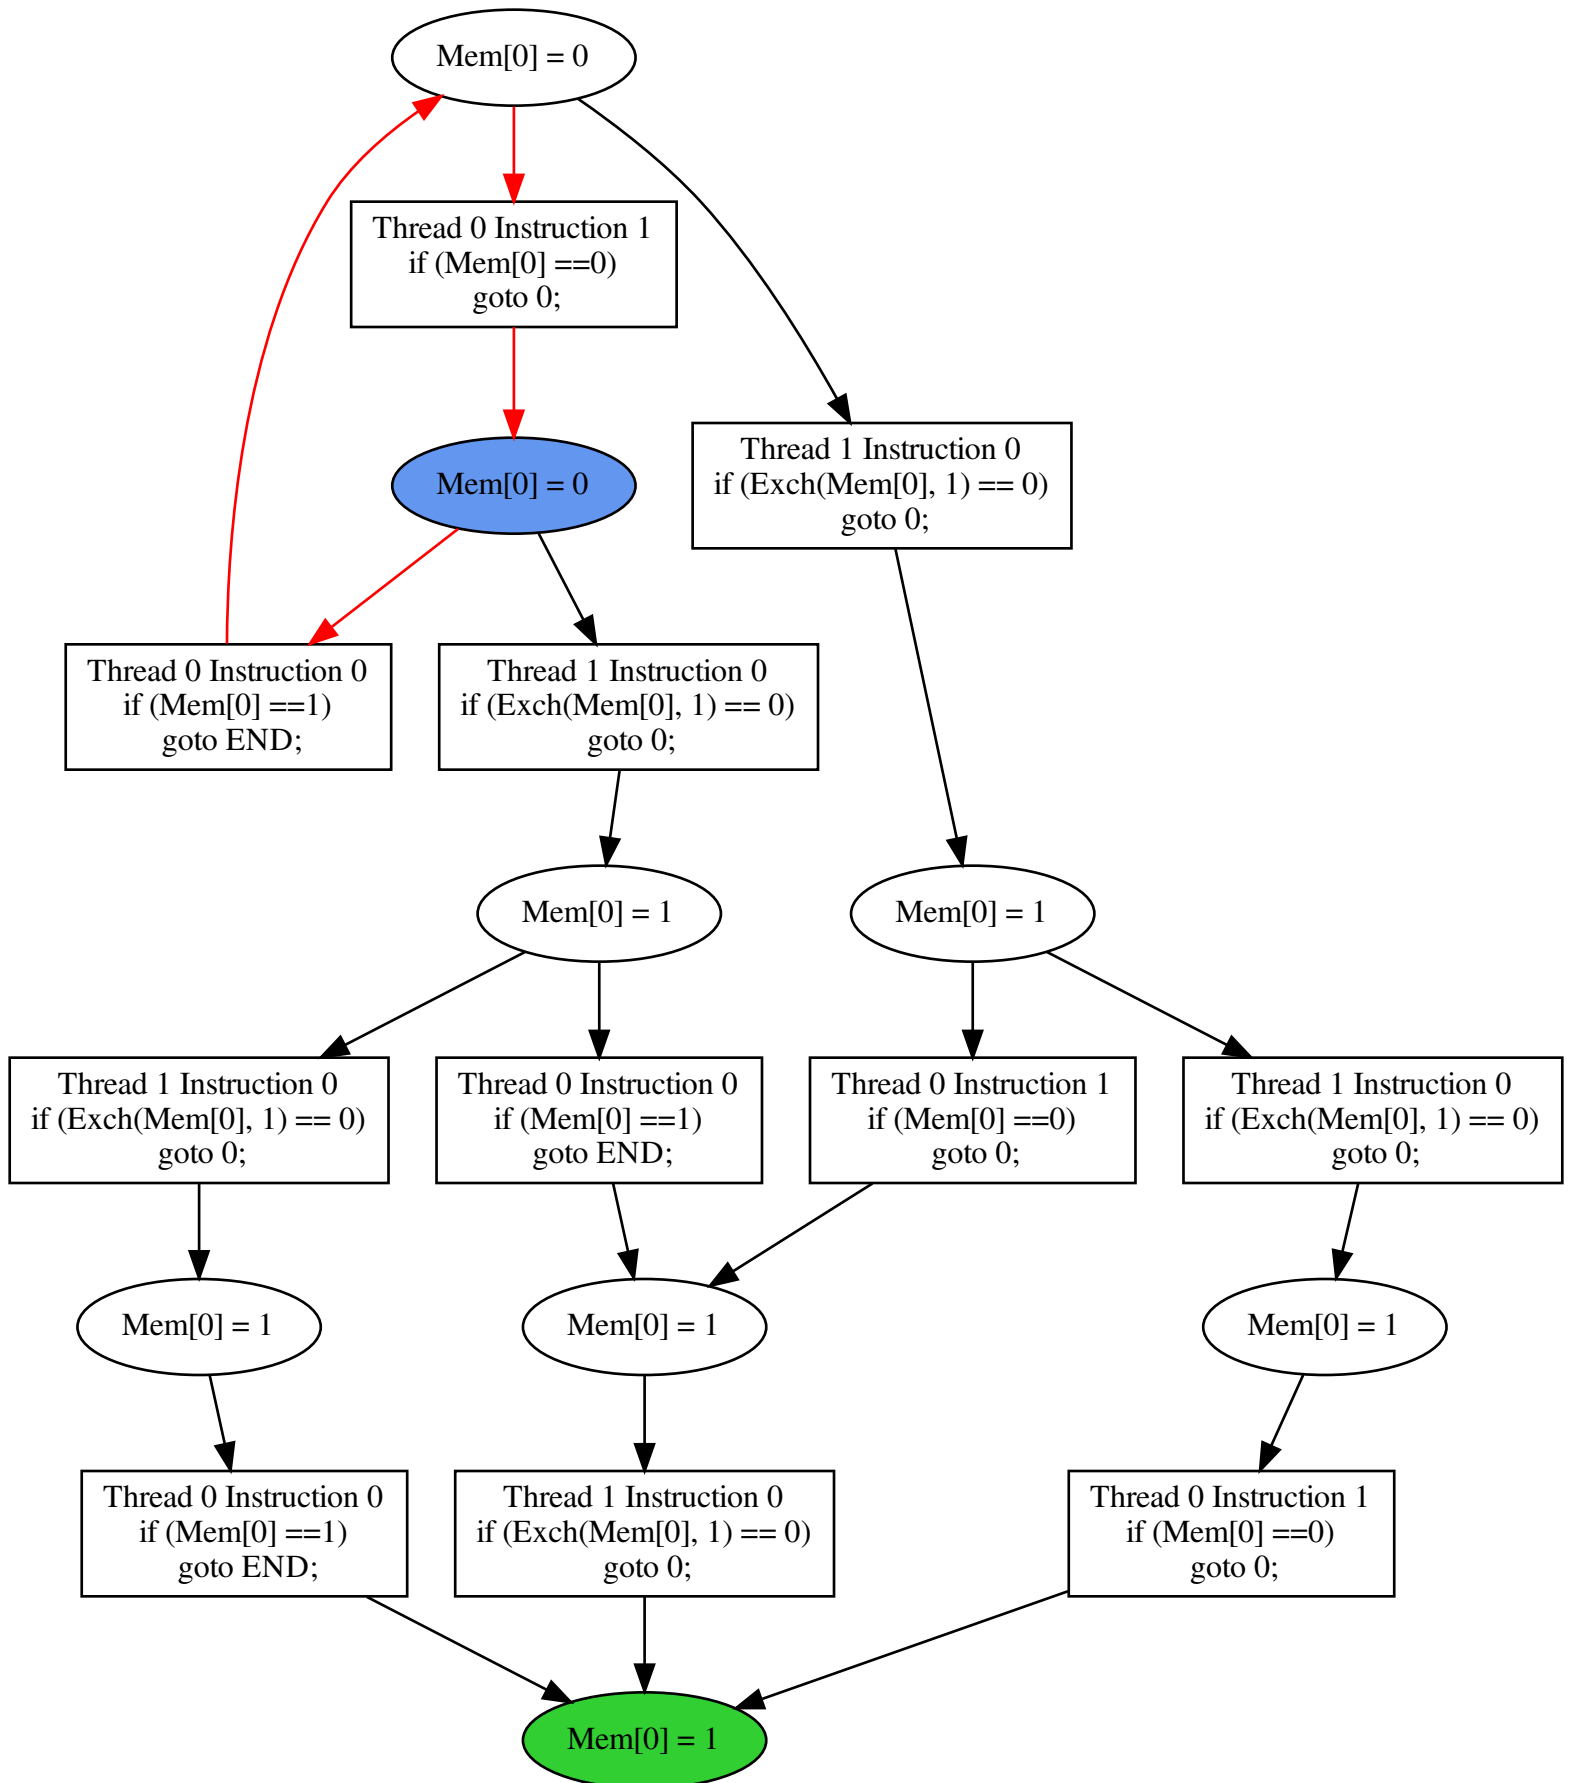 Mem[0] = 0
Thread 0 Instruction 1
if (Mem[0] ==0)
goto 0;
Thread 1 Instruction 0
if (Exch(Mem[0], 1) == 0)
goto 0;
Mem[0] = 0
Thread 0 Instruction 0
if (Mem[0] ==1)
goto END;
Thread 1 Instruction 0
if (Exch(Mem[0], 1) == 0)
goto 0;
Mem[0] = 1
Mem[0] = 1
Thread 1 Instruction 0
if (Exch(Mem[0], 1) == 0)
goto 0;
Thread 0 Instruction 0
if (Mem[0] ==1)
goto END;
Thread 0 Instruction 1
if (Mem[0] ==0)
goto 0;
Thread 1 Instruction 0
if (Exch(Mem[0], 1) == 0)
goto 0;
Mem[0] = 1
Mem[0] = 1
Mem[0] = 1
Thread 0 Instruction 0
if (Mem[0] ==1)
goto END;
Thread 1 Instruction 0
if (Exch(Mem[0], 1) == 0)
goto 0;
Thread 0 Instruction 1
if (Mem[0] ==0)
goto 0;
Mem[0] = 1